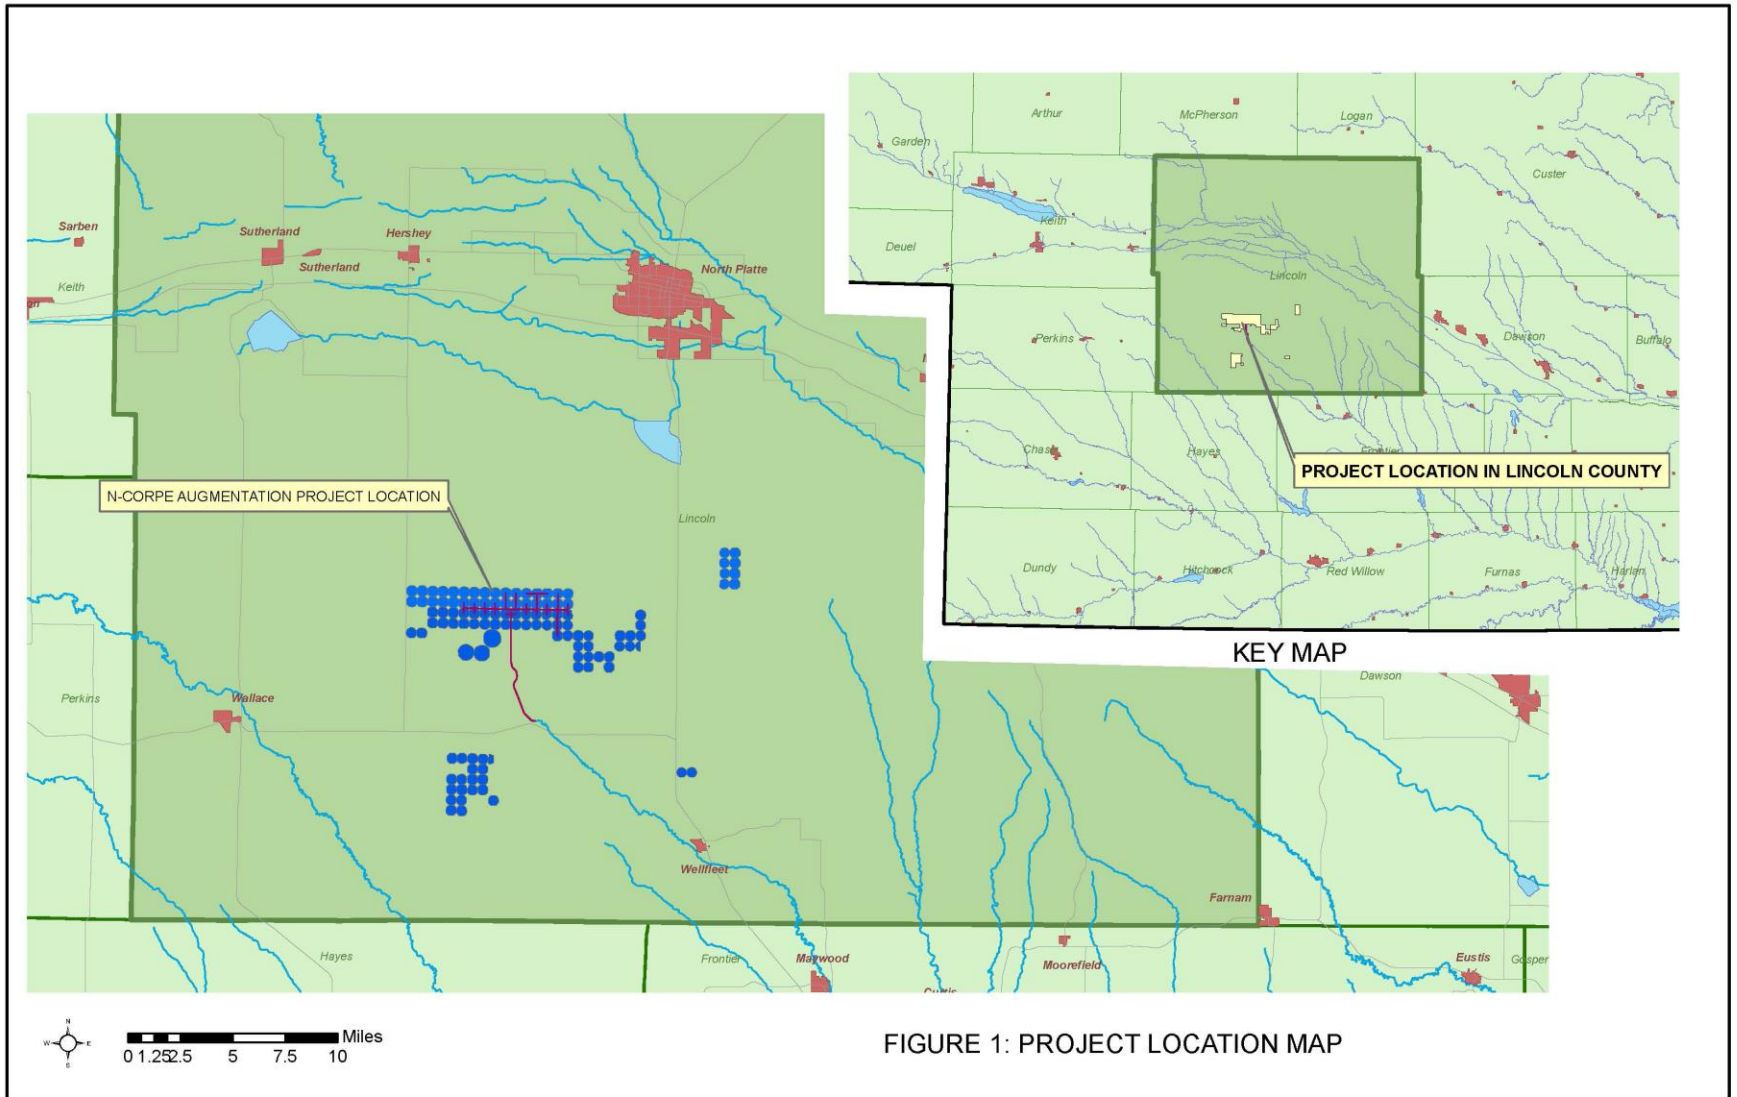 Arthur
McPherson
Logan
Garden
Custer
Keith
Deuel
Lincoln
Perkins
Dawson
Buffalo
Hayes
Frontier
PROJECT LOCATION IN LINCOLN COUNTY
Dundy
Hitchcock
Red Willow
Furnas
Harlan
KEY MAP
Sarben
Sutherland
Hershey
Sutherland
North Platte
Keith
N-CORPE AUGMENTATION PROJECT LOCATION
Lincoln
Perkins
Wallace
Dawson
Wellfleet
Farnam
Hayes
Frontier
Maywood
Moorefield
Eustis
Gosper
N
W
E
S
Miles
0 1.25 2.5 5 7.5 10
FIGURE 1: PROJECT LOCATION MAP